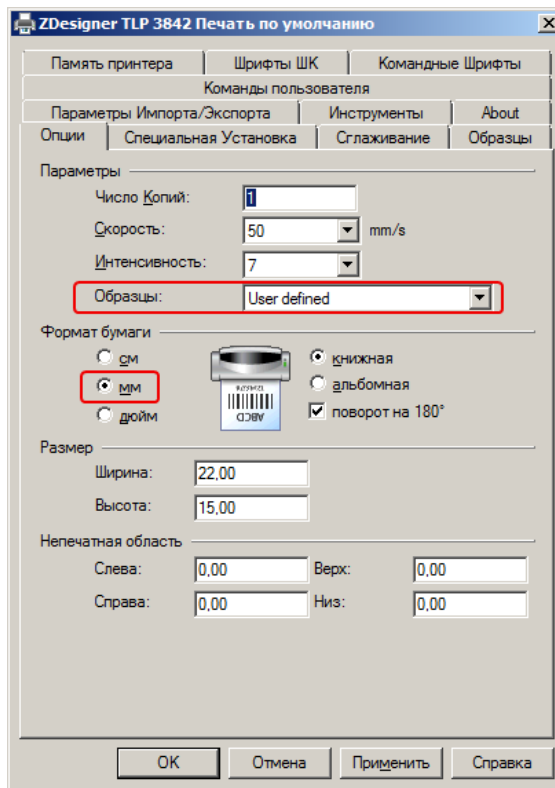 ZDesigner TLP 3842 Печать по умолчанию
Память принтера Шрифты ШК Командные Шрифты
Команды пользователя
Параметры Импорта/Экспорта Инструменты About
Опции Специальная Установка Сглаживание Образцы
Параметры
Число Копий: 1
Скорость: 50 mm/s
Интенсивность: 7
Образцы: User defined
Формат бумаги
см книжная
мм альбомная
дюйм поворот на 180°
ABCD
Размер
Ширина: 22,00
Высота: 15,00
Непечатная область
Слева: 0,00 Верх: 0,00
Справа: 0,00 Низ: 0,00
OK Отмена Применить Справка